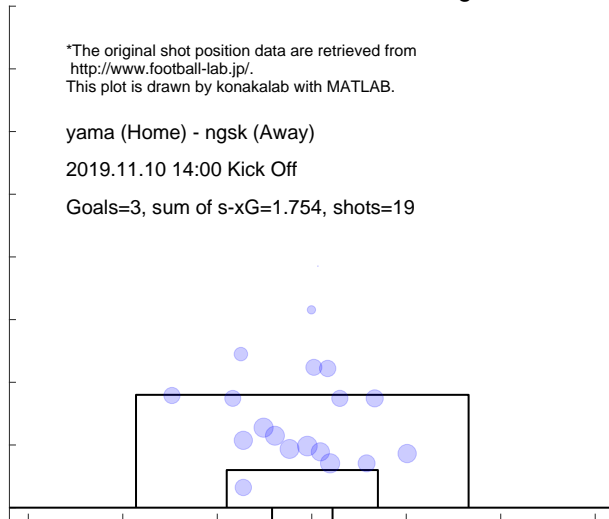 *The original shot position data are retrieved from
http://www.football-lab.jp/.
This plot is drawn by konakalab with MATLAB.
yama (Home) - ngsk (Away)
2019.11.10 14:00 Kick Off
Goals=3, sum of s-xG=1.754, shots=19